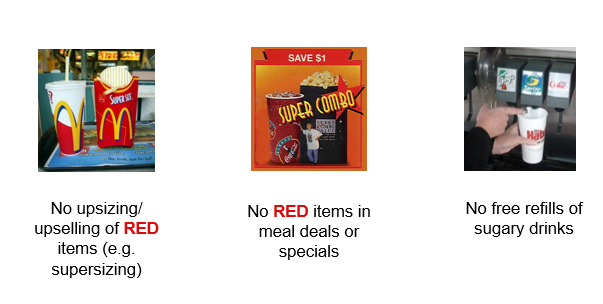 SUPER SIZE
SAVE $1
SUPER COMBO
Coke
No upsizing/
upselling of RED
items (e.g.
supersizing)
No RED items in
meal deals or
specials
No free refills of
sugary drinks